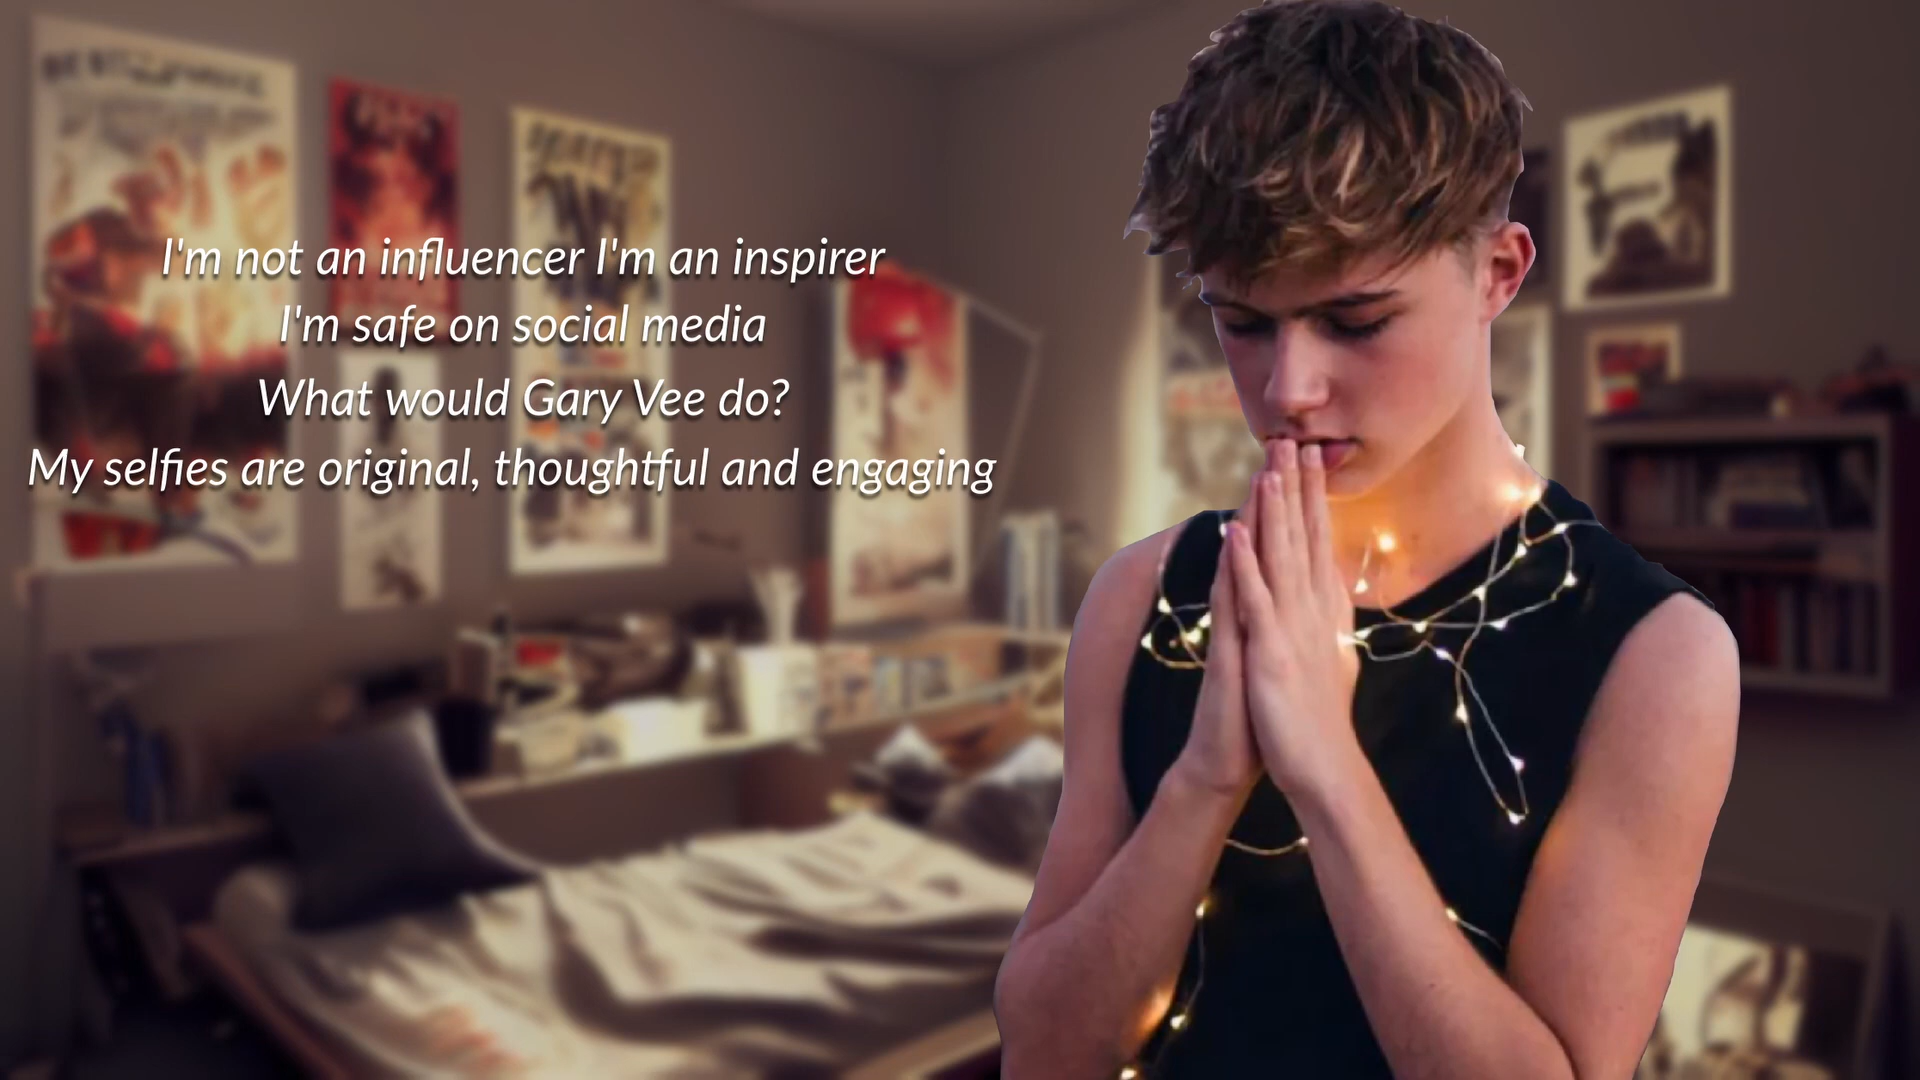 I'm not an influencer I'm an inspirer
I'm safe on social media
What would Gary Vee do?
My selfies are original, thoughtful and engaging